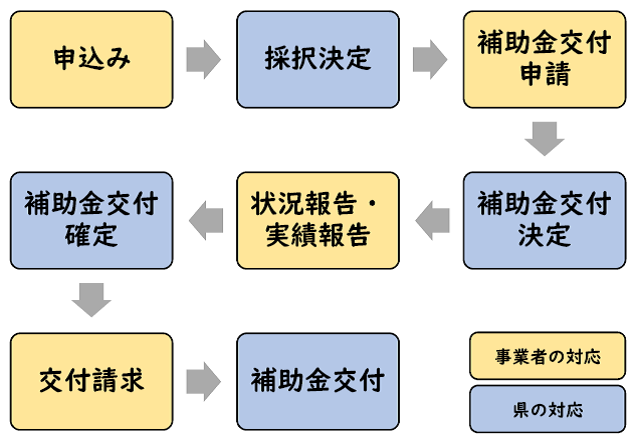 申込み
採択決定
補助金交付
申請
補助金交付
決定
状況報告・
実績報告
補助金交付
確定
交付請求
補助金交付
事業者の対応
県の対応